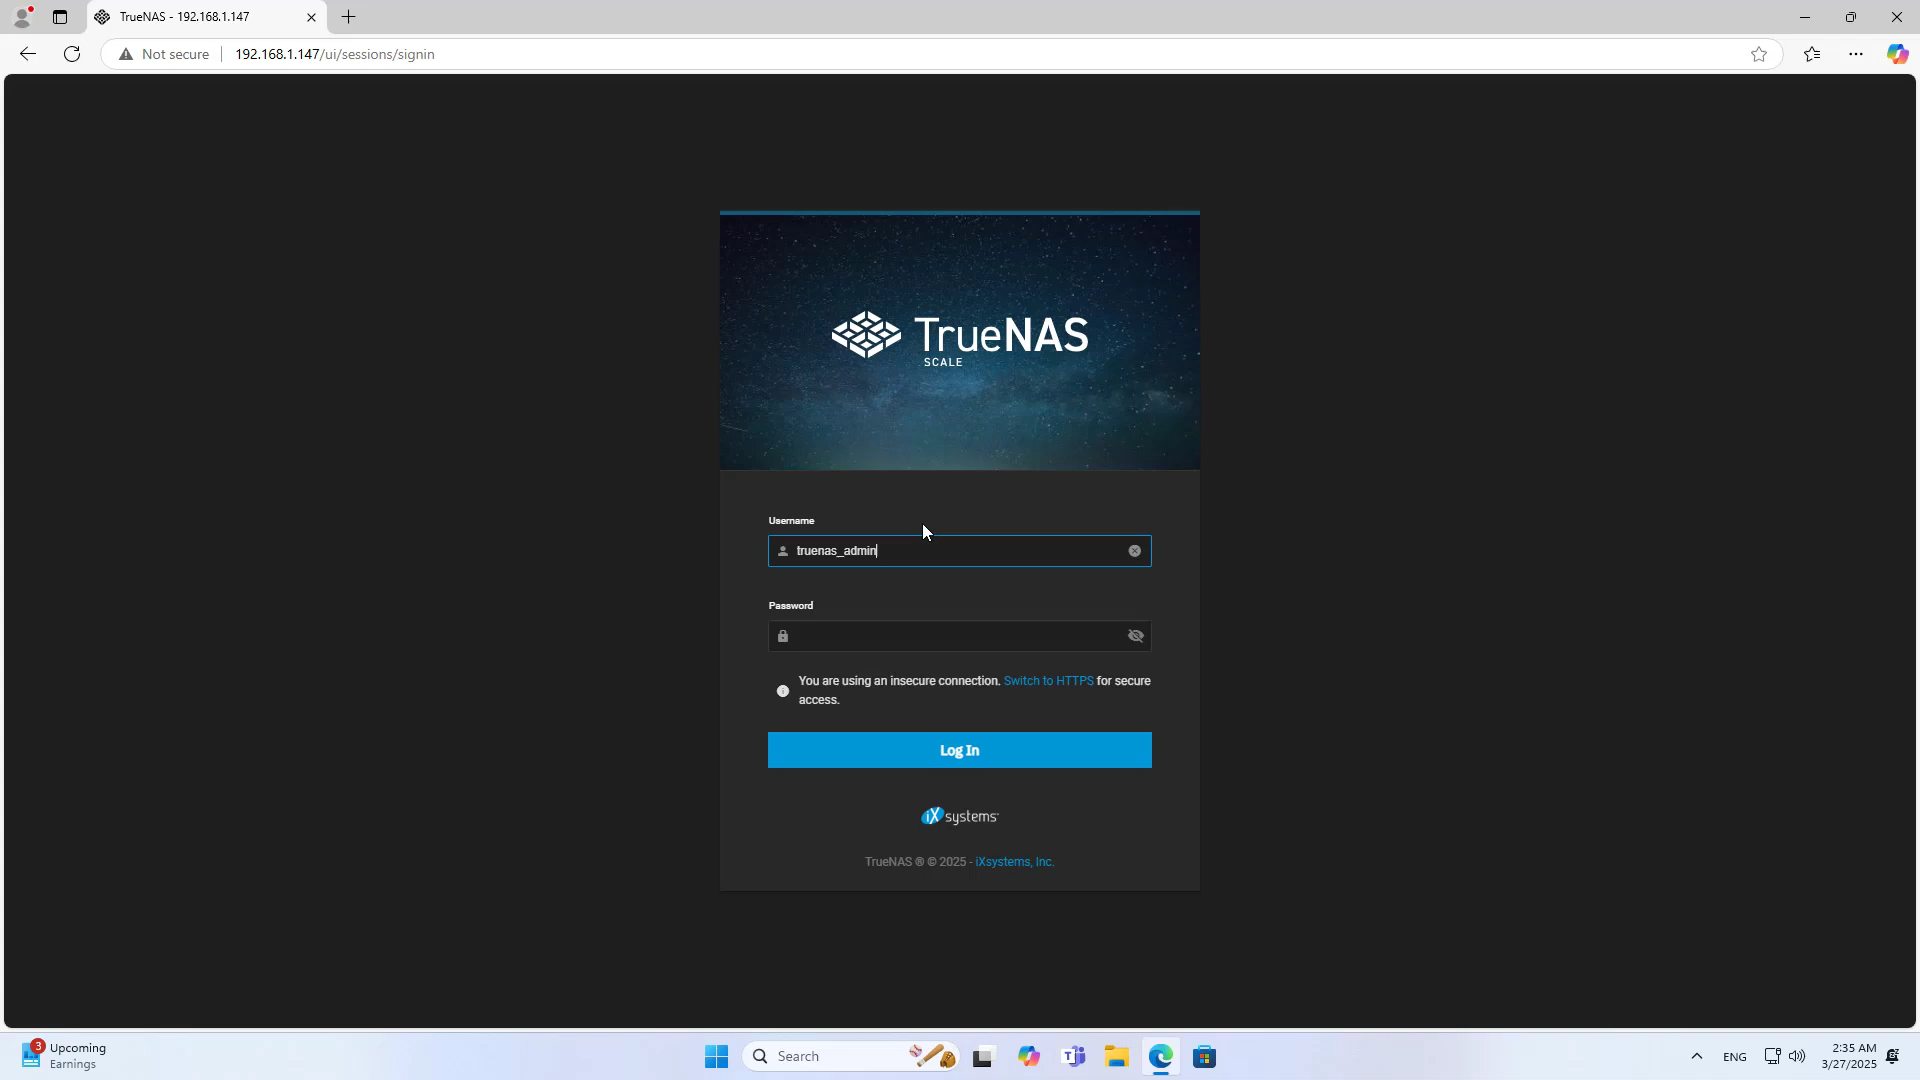 TrueNAS - 192.168.1.147
Not secure
192.168.1.147/ui/sessions/signin
TrueNAS
SCALE
Username
truenas_admin
Password
You are using an insecure connection. Switch to HTTPS for secure
access.
Log In
iXsystems
TrueNAS ® © 2025 - iXsystems, Inc.
3
Upcoming
Earnings
Search
ENG
2:35 AM
3/27/2025